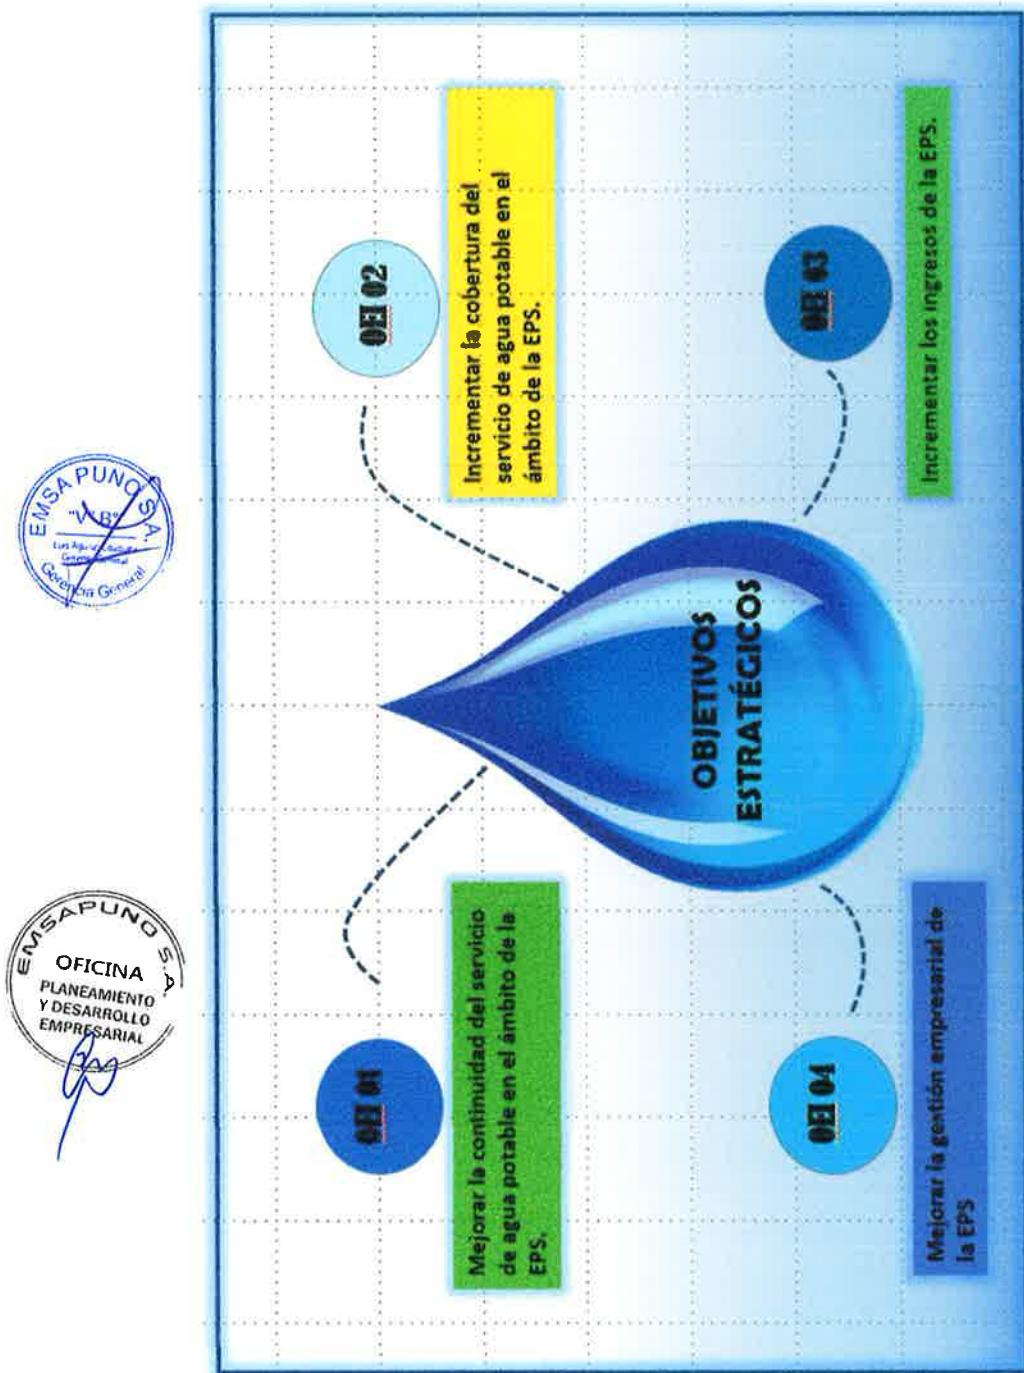 EMSAPUNO S.A.
OFICINA
PLANEAMIENTO
Y DESARROLLO
EMPRESARIAL
EMSA PUNO S.A.
"V°B°"
Gerencia General
OEI 01
Mejorar la continuidad del servicio
de agua potable en el ámbito de la
EPS.
OEI 02
Incrementar la cobertura del
servicio de agua potable en el
ámbito de la EPS.
OBJETIVOS
ESTRATÉGICOS
OEI 04
Mejorar la gentión empresarial de
la EPS
OEI 03
Incrementar los ingresos de la EPS.